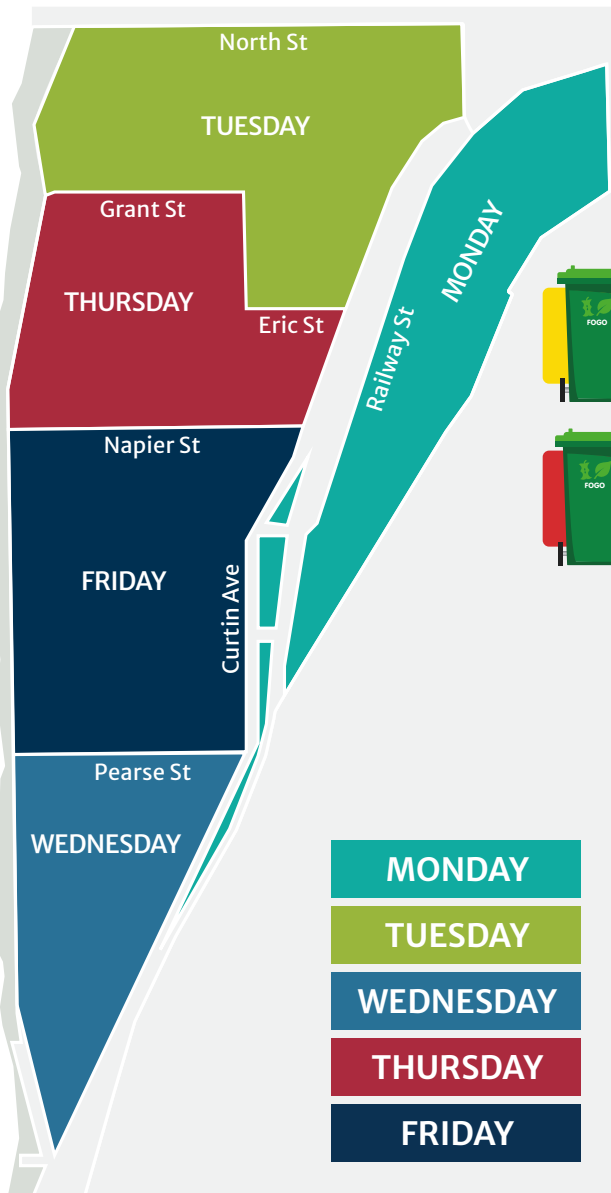 North St
TUESDAY
Grant St
THURSDAY
Eric St
MONDAY
Railway St
FOGO
Napier St
FOGO
FRIDAY
Curtin Ave
Pearse St
WEDNESDAY
MONDAY
TUESDAY
WEDNESDAY
THURSDAY
FRIDAY